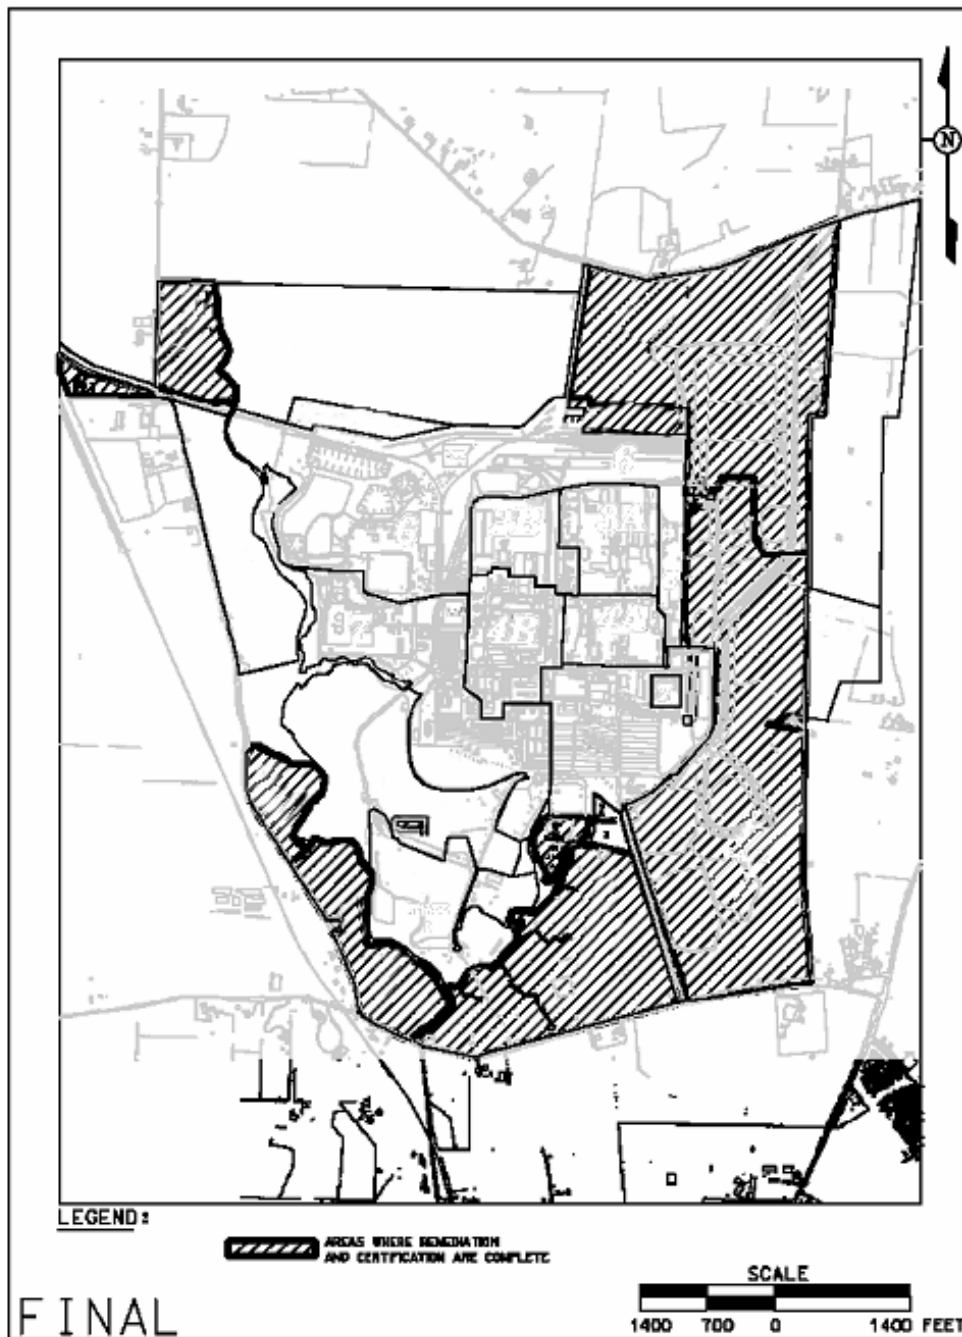 N
LEGEND:
AREAS WHERE REMEDIATION
AND CERTIFICATION ARE COMPLETE
SCALE
1400 700 0 1400 FEET
FINAL